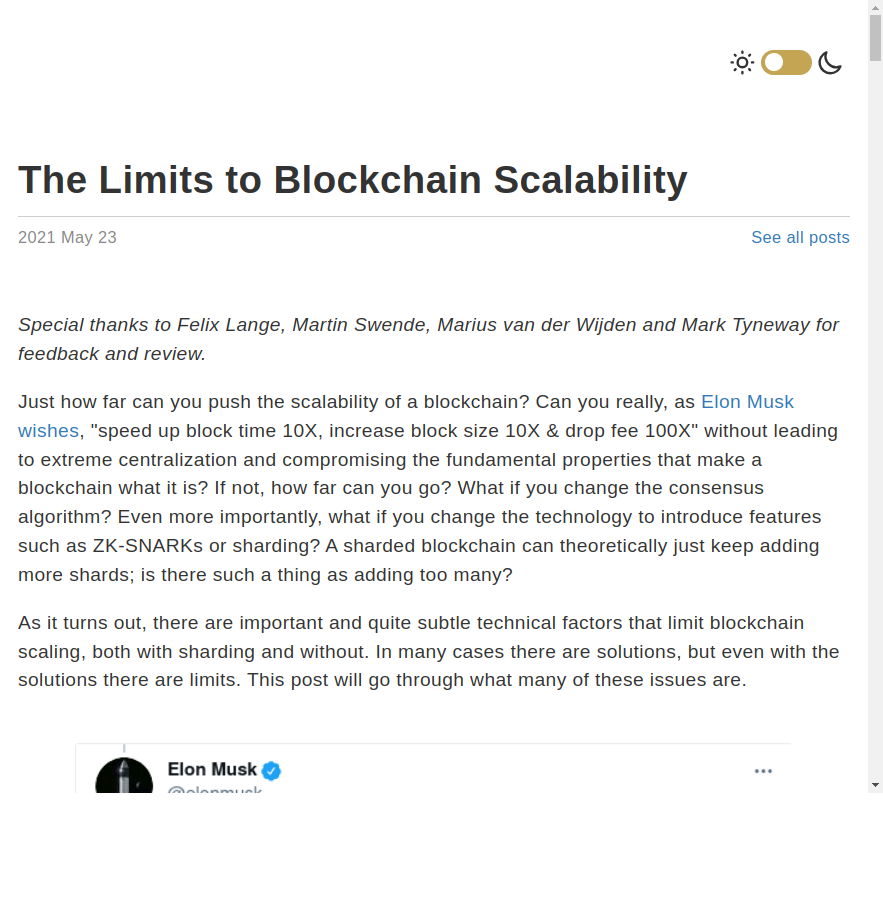 The Limits to Blockchain Scalability
2021 May 23
See all posts
Special thanks to Felix Lange, Martin Swende, Marius van der Wijden and Mark Tyneway for
feedback and review.
Just how far can you push the scalability of a blockchain? Can you really, as Elon Musk
wishes, "speed up block time 10X, increase block size 10X & drop fee 100X" without leading
to extreme centralization and compromising the fundamental properties that make a
blockchain what it is? If not, how far can you go? What if you change the consensus
algorithm? Even more importantly, what if you change the technology to introduce features
such as ZK-SNARKs or sharding? A sharded blockchain can theoretically just keep adding
more shards; is there such a thing as adding too many?
As it turns out, there are important and quite subtle technical factors that limit blockchain
scaling, both with sharding and without. In many cases there are solutions, but even with the
solutions there are limits. This post will go through what many of these issues are.
Elon Musk
@elonmusk